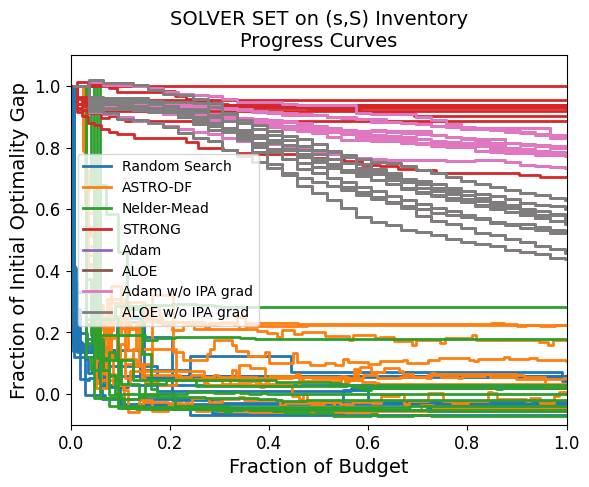 SOLVER SET on (s,S) Inventory
Progress Curves
Fraction of Initial Optimality Gap
1.0
0.8
0.6
0.4
0.2
0.0
Random Search
ASTRO-DF
Nelder-Mead
STRONG
Adam
ALOE
Adam w/o IPA grad
ALOE w/o IPA grad
0.0
0.2
0.4
0.6
0.8
1.0
Fraction of Budget